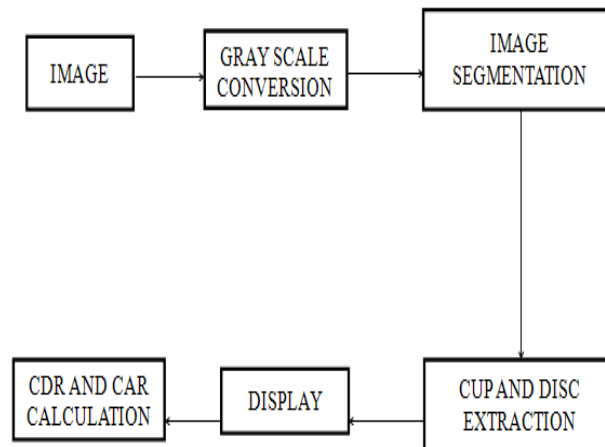 IMAGE
GRAY SCALE
CONVERSION
IMAGE
SEGMENTATION
CUP AND DISC
EXTRACTION
DISPLAY
CDR AND CAR
CALCULATION